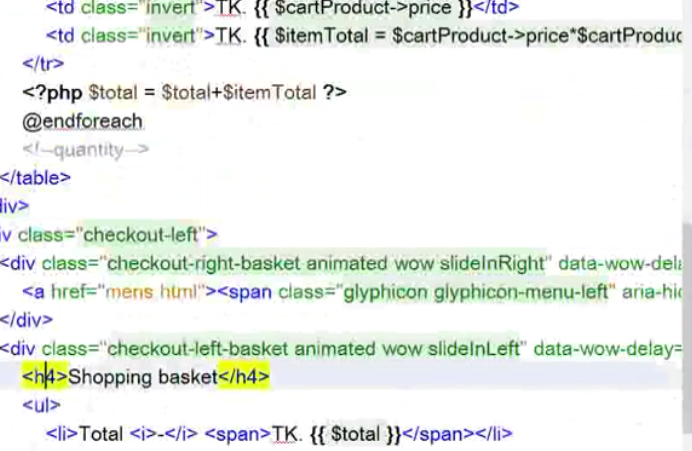 <td class="invert">TK. {{ $cartProduct->price }}</td>
<td class="invert">TK. {{ $itemTotal = $cartProduct->price*$cartProduc
</tr>
<?php $total = $total+$itemTotal ?>
@endforeach
<!--quantity-->
</table>
div>
iv class="checkout-left">
<div class="checkout-right-basket animated wow slideInRight" data-wow-dela
<a href="mens.html"><span class="glyphicon glyphicon-menu-left" aria-hid
</div>
<div class="checkout-left-basket animated wow slideInLeft" data-wow-delay=
<h4>Shopping basket</h4>
<ul>
<li>Total <i>-</i> <span>TK. {{ $total }}</span></li>